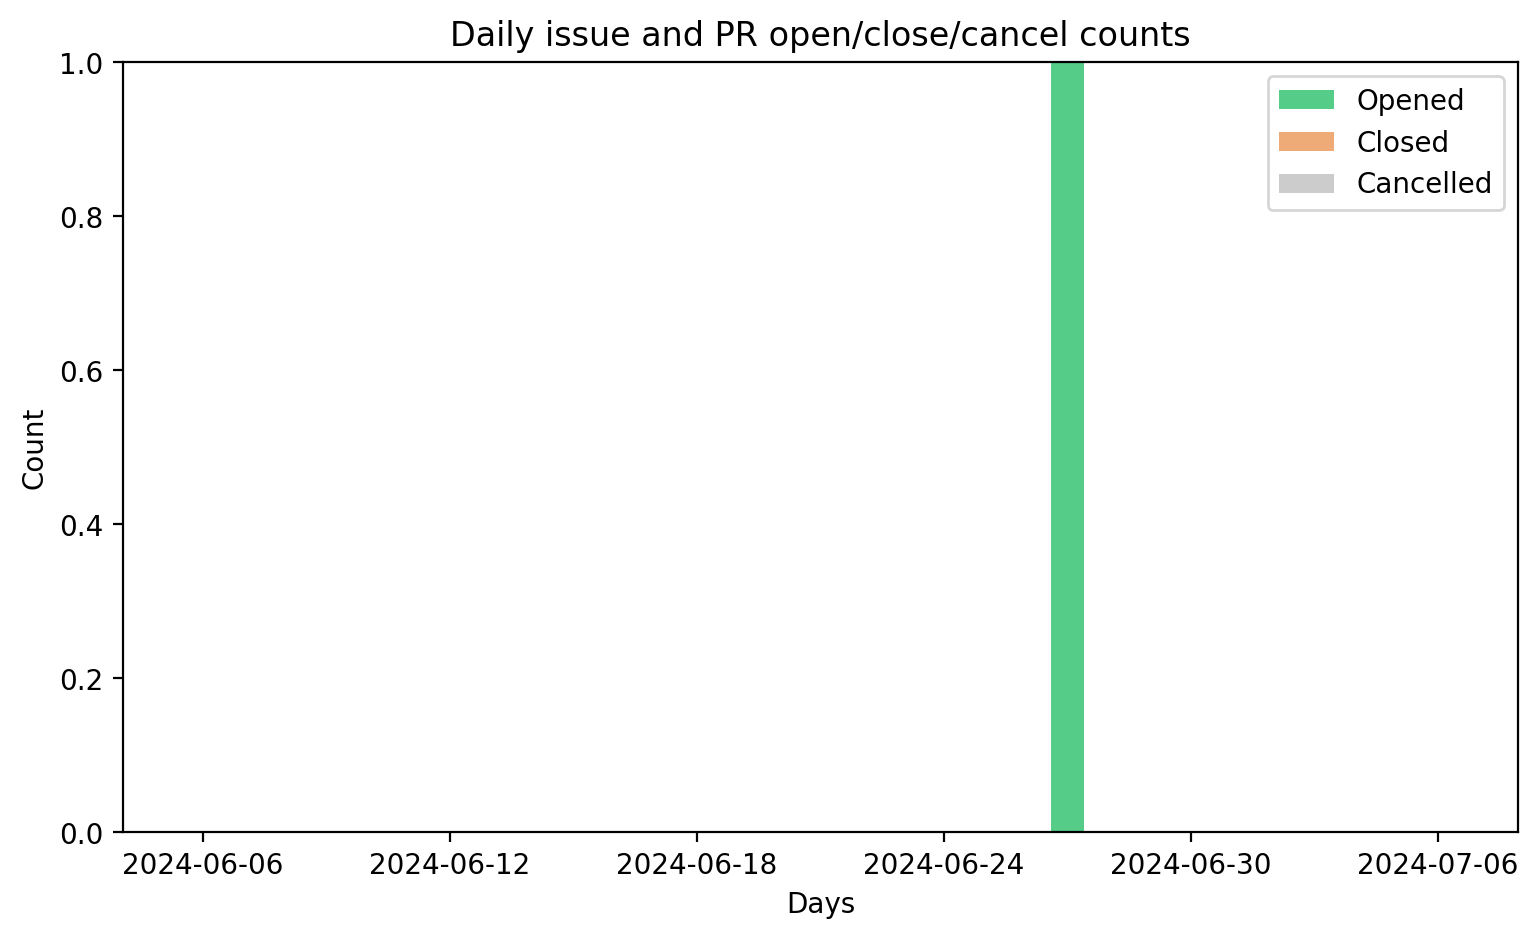 Daily issue and PR open/close/cancel counts
1.0
0.8
0.6
0.4
0.2
0.0
Count
Opened
Closed
Cancelled
2024-06-06 2024-06-12 2024-06-18 2024-06-24 2024-06-30 2024-07-06
Days